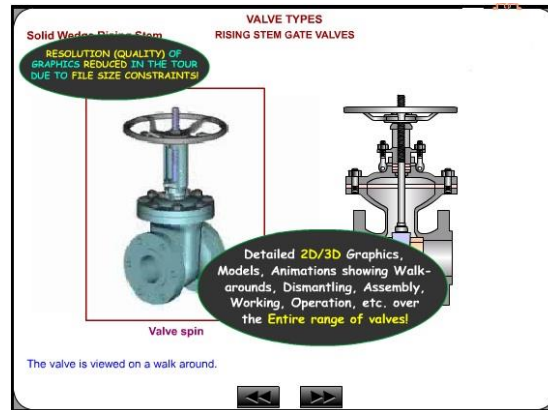 VALVE TYPES
Solid Wedge Rising Stem
RISING STEM GATE VALVES
RESOLUTION (QUALITY) OF
GRAPHICS REDUCED IN THE TOUR
DUE TO FILE SIZE CONSTRAINTS!
Detailed 2D/3D Graphics,
Models, Animations showing Walk-
arounds, Dismantling, Assembly,
Working, Operation, etc. over
the Entire range of valves!
Valve spin
The valve is viewed on a walk around.